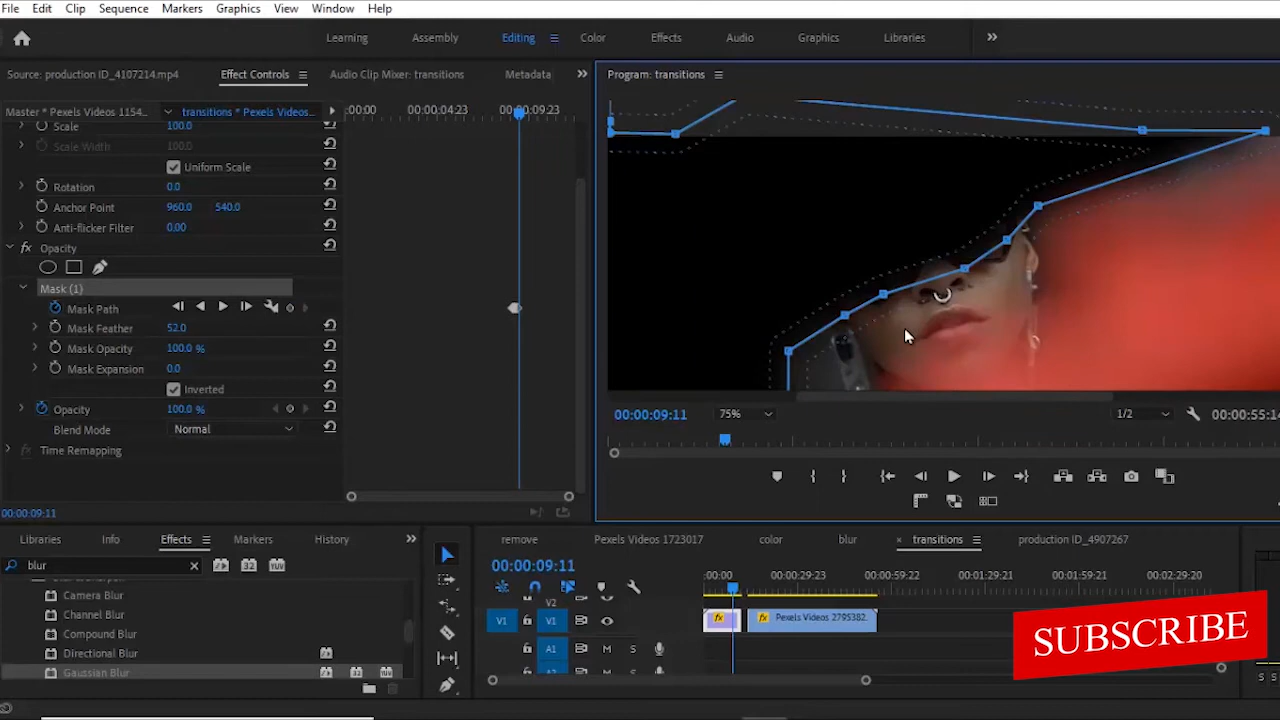 File Edit Clip Sequence Markers Graphics View Window Help
Learning Assembly Editing Color Effects Audio Graphics Libraries
Source: production ID_4107214.mp4 Effect Controls Audio Clip Mixer: transitions Metadata
Program: transitions
Master * Pexels Videos 1154... transitions * Pexels Videos...
:00:00 00:00:04:23 00:00:09:23
Scale 100.0
Scale Width 100.0
Uniform Scale
Rotation 0.0
Anchor Point 960.0 540.0
Anti-flicker Filter 0.00
fx Opacity
Mask (1)
Mask Path
Mask Feather 52.0
Mask Opacity 100.0 %
Mask Expansion 0.0
Inverted
Opacity 100.0 %
Blend Mode Normal
Time Remapping
00:00:09:11
00:00:09:11 75% 1/2 00:00:55:14
Libraries Info Effects Markers History
blur
Camera Blur
Channel Blur
Compound Blur
Directional Blur
Gaussian Blur
remove Pexels Videos 1723017 color blur × transitions production ID_4907267
00:00:09:11
:00:00 00:00:29:23 00:00:59:22 00:01:29:21 00:01:59:21 00:02:29:20
V2
V1 V1 fx fx Pexels Videos 2795382.
A1 M S
SUBSCRIBE
S S